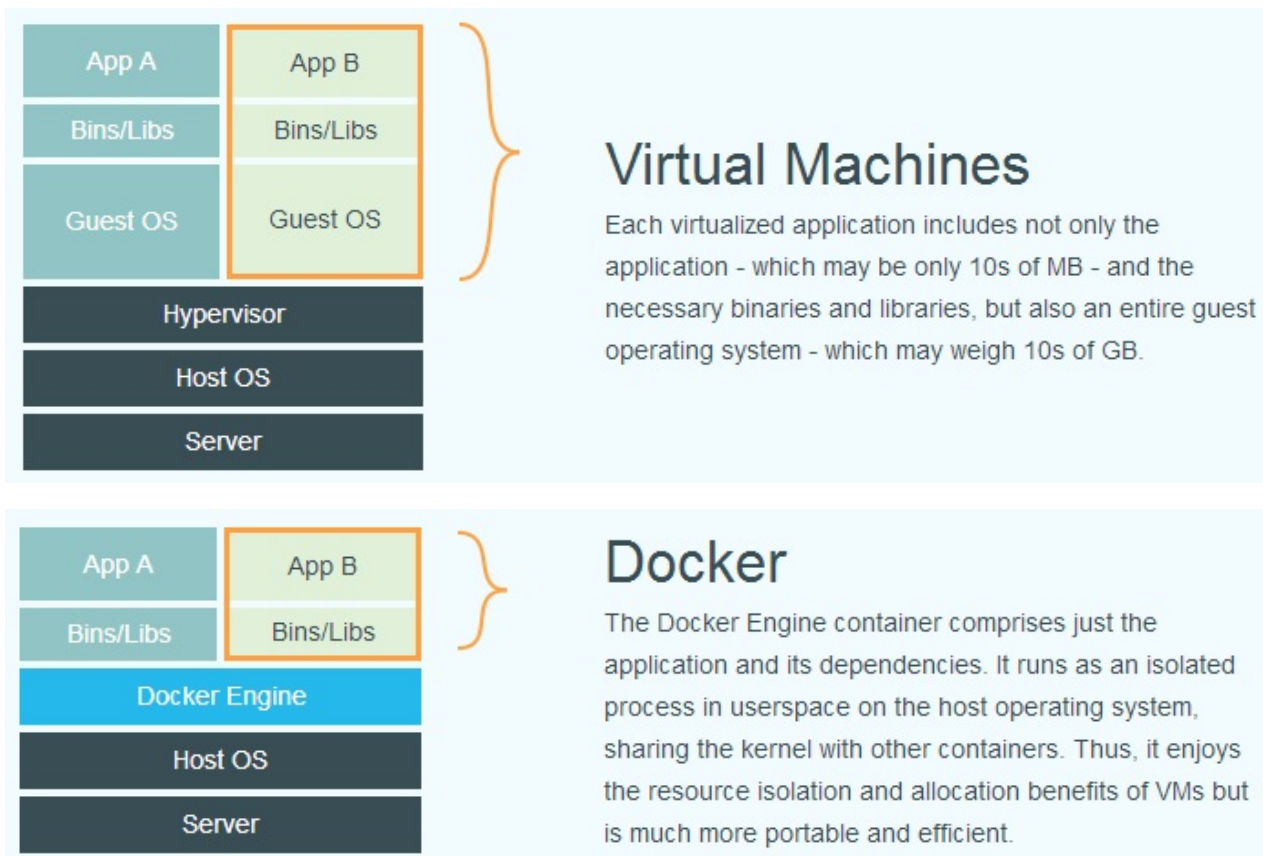 App A
App B
Bins/Libs
Bins/Libs
Guest OS
Guest OS
Hypervisor
Host OS
Server
Virtual Machines
Each virtualized application includes not only the
application - which may be only 10s of MB - and the
necessary binaries and libraries, but also an entire guest
operating system - which may weigh 10s of GB.
App A
App B
Bins/Libs
Bins/Libs
Docker Engine
Host OS
Server
Docker
The Docker Engine container comprises just the
application and its dependencies. It runs as an isolated
process in userspace on the host operating system,
sharing the kernel with other containers. Thus, it enjoys
the resource isolation and allocation benefits of VMs but
is much more portable and efficient.